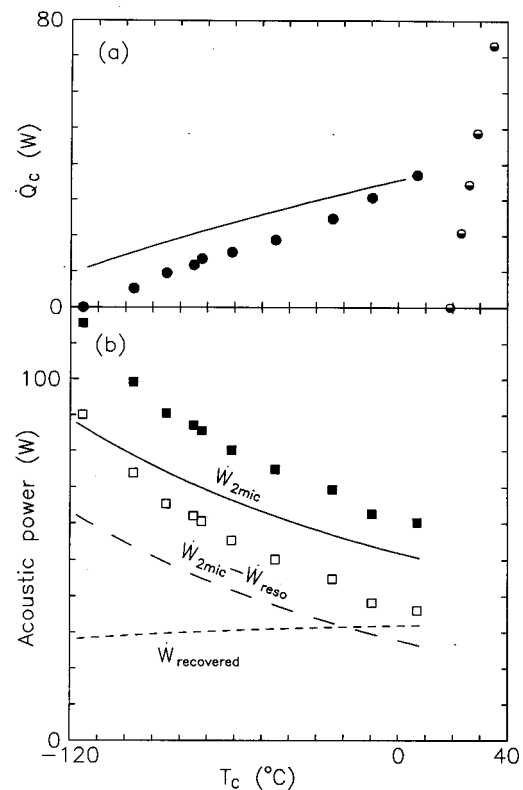 80
(a)
Q̇c (W)
0
(b)
100
Acoustic power (W)
Ẇ2mic
Ẇ2mic–Ẇreso
Ẇrecovered
0
−120 0 40
Tc (°C)